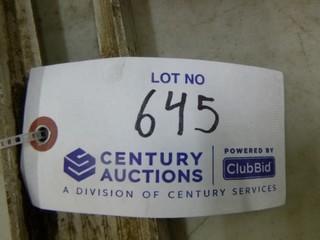 LOT NO
645
CENTURY AUCTIONS
POWERED BY
ClubBid
A DIVISION OF CENTURY SERVICES